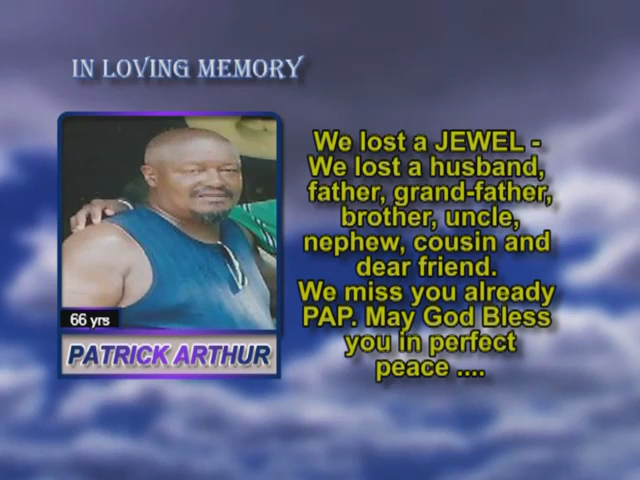 IN LOVING MEMORY
We lost a JEWEL -
We lost a husband,
father, grand-father,
brother, uncle,
nephew, cousin and
dear friend.
We miss you already
PAP. May God Bless
you in perfect
peace ....
66 yrs
PATRICK ARTHUR